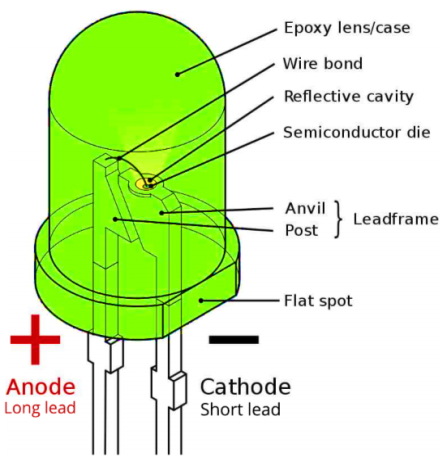 Epoxy lens/case
Wire bond
Reflective cavity
Semiconductor die
Anvil
Post
Leadframe
Flat spot
+
−
Anode
Long lead
Cathode
Short lead